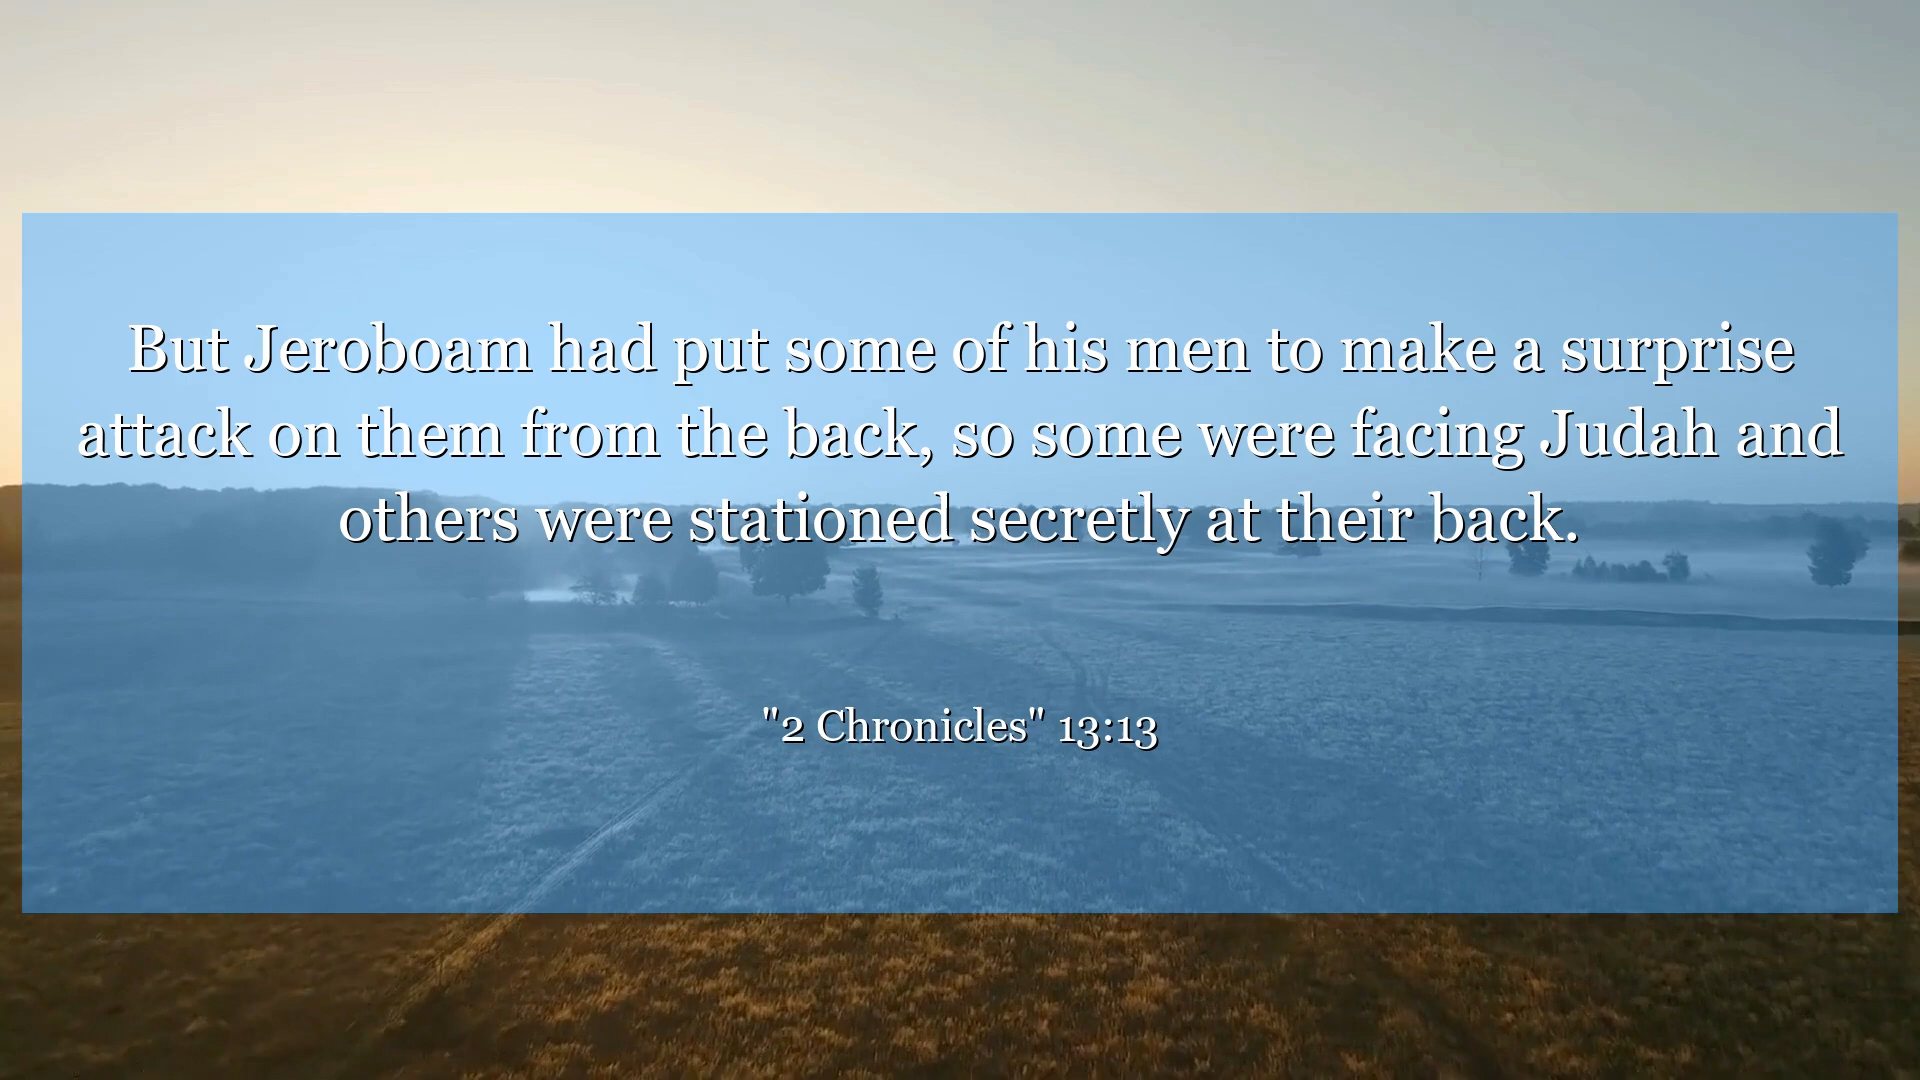 But Jeroboam had put some of his men to make a surprise
attack on them from the back, so some were facing Judah and
others were stationed secretly at their back.
"2 Chronicles" 13:13